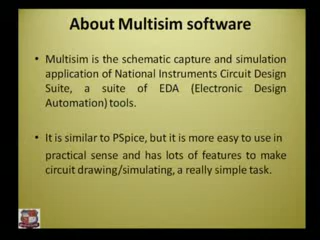 About Multisim software
• Multisim is the schematic capture and simulation
application of National Instruments Circuit Design
Suite, a suite of EDA (Electronic Design
Automation) tools.
• It is similar to PSpice, but it is more easy to use in
practical sense and has lots of features to make
circuit drawing/simulating, a really simple task.